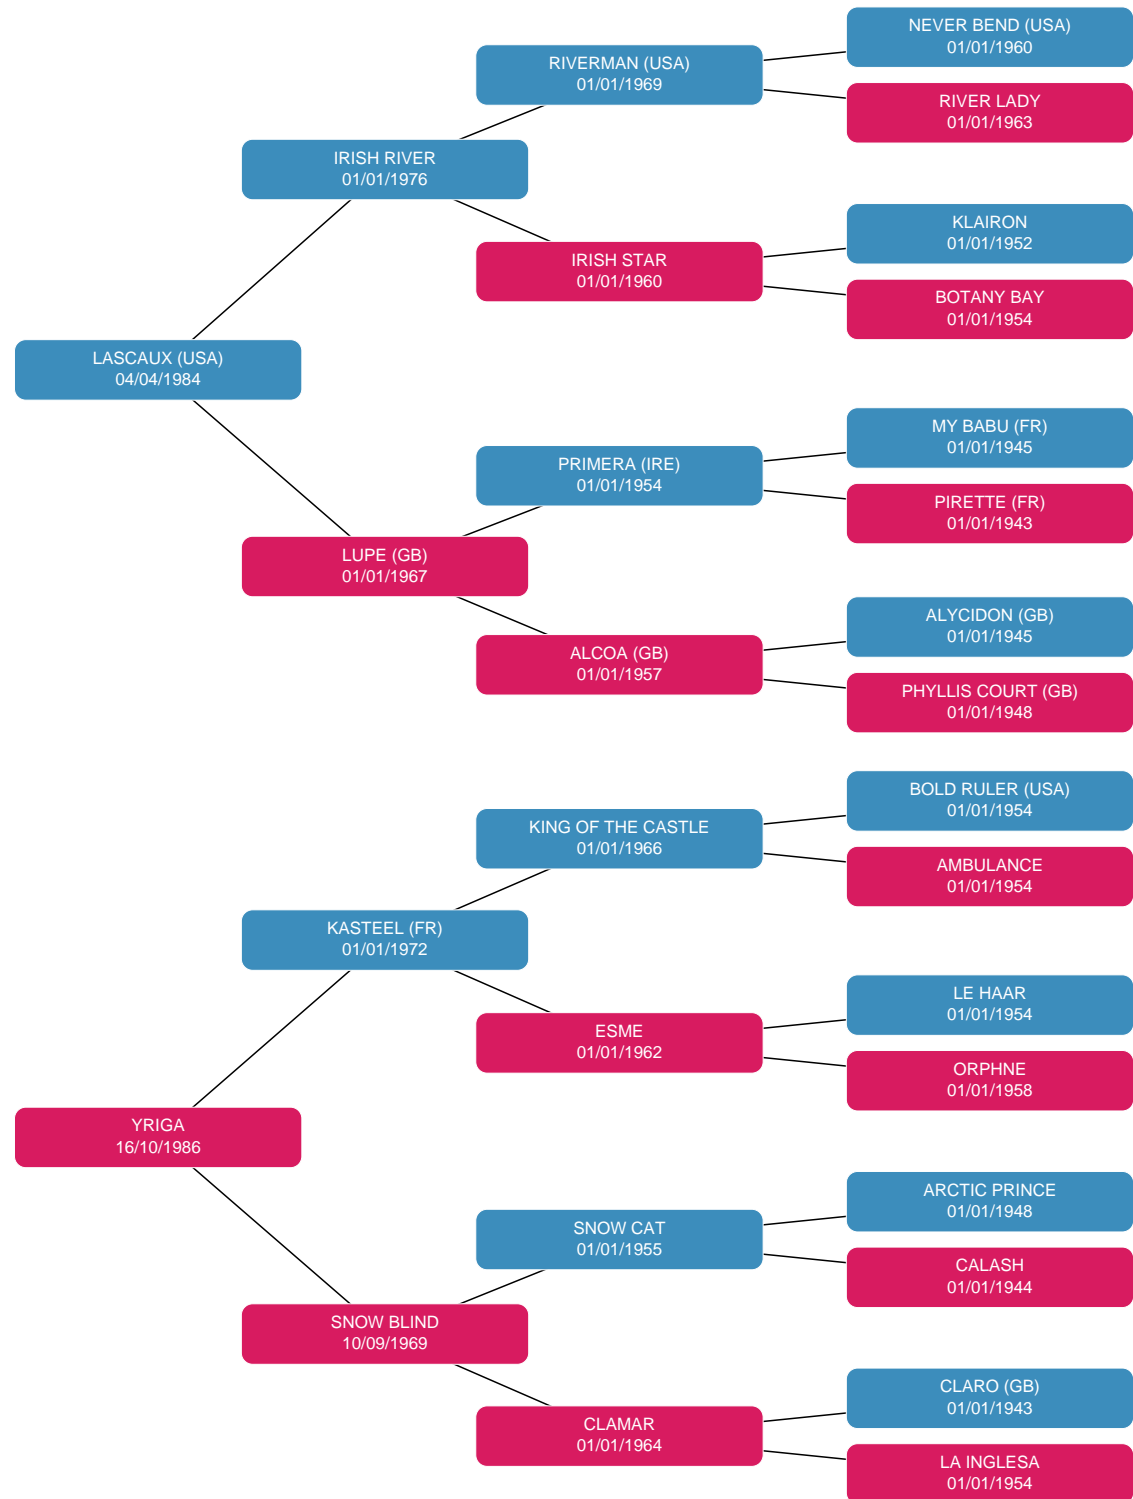 NEVER BEND (USA)
01/01/1960
RIVERMAN (USA)
01/01/1969
RIVER LADY
01/01/1963
IRISH RIVER
01/01/1976
KLAIRON
01/01/1952
IRISH STAR
01/01/1960
BOTANY BAY
01/01/1954
LASCAUX (USA)
04/04/1984
MY BABU (FR)
01/01/1945
PRIMERA (IRE)
01/01/1954
PIRETTE (FR)
01/01/1943
LUPE (GB)
01/01/1967
ALYCIDON (GB)
01/01/1945
ALCOA (GB)
01/01/1957
PHYLLIS COURT (GB)
01/01/1948
BOLD RULER (USA)
01/01/1954
KING OF THE CASTLE
01/01/1966
AMBULANCE
01/01/1954
KASTEEL (FR)
01/01/1972
LE HAAR
01/01/1954
ESME
01/01/1962
ORPHNE
01/01/1958
YRIGA
16/10/1986
ARCTIC PRINCE
01/01/1948
SNOW CAT
01/01/1955
CALASH
01/01/1944
SNOW BLIND
10/09/1969
CLARO (GB)
01/01/1943
CLAMAR
01/01/1964
LA INGLESA
01/01/1954